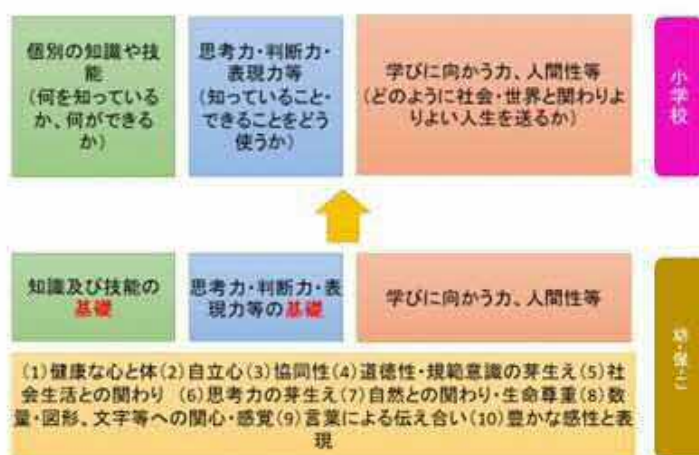 個別の知識や技
能
(何を知っている
か、何ができる
か)
思考力・判断力・
表現力等
(知っていること・
できることをどう
使うか)
学びに向かう力、人間性等
(どのように社会・世界と関わりよ
りよい人生を送るか)
小学校
知識及び技能の
基礎
思考力・判断力・表
現力等の基礎
学びに向かう力、人間性等
幼・保・こ
(1)健康な心と体(2)自立心(3)協同性(4)道徳性・規範意識の芽生え(5)社
会生活との関わり (6)思考力の芽生え(7)自然との関わり・生命尊重(8)数
量・図形、文字等への関心・感覚(9)言葉による伝え合い(10)豊かな感性と表
現